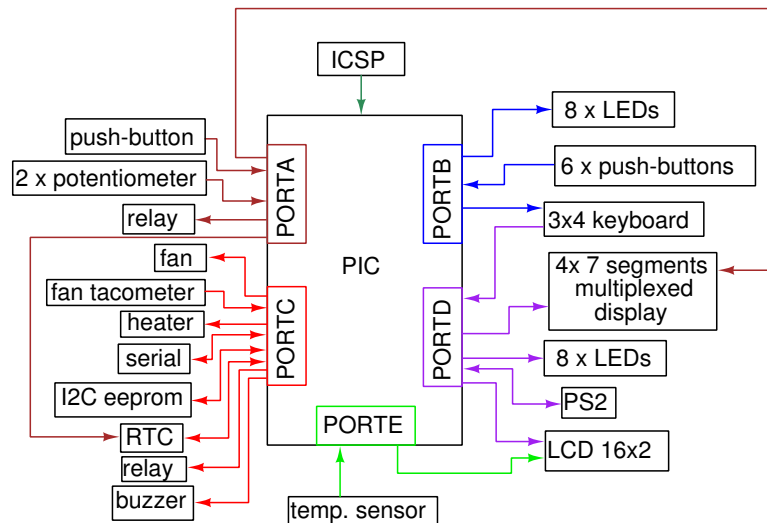 ICSP
push-button
2 x potentiometer
relay
fan
fan tacometer
heater
serial
I2C eeprom
RTC
relay
buzzer
PORTA
PORTC
PIC
PORTB
PORTD
PORTE
temp. sensor
8 x LEDs
6 x push-buttons
3x4 keyboard
4x 7 segments
multiplexed
display
8 x LEDs
PS2
LCD 16x2